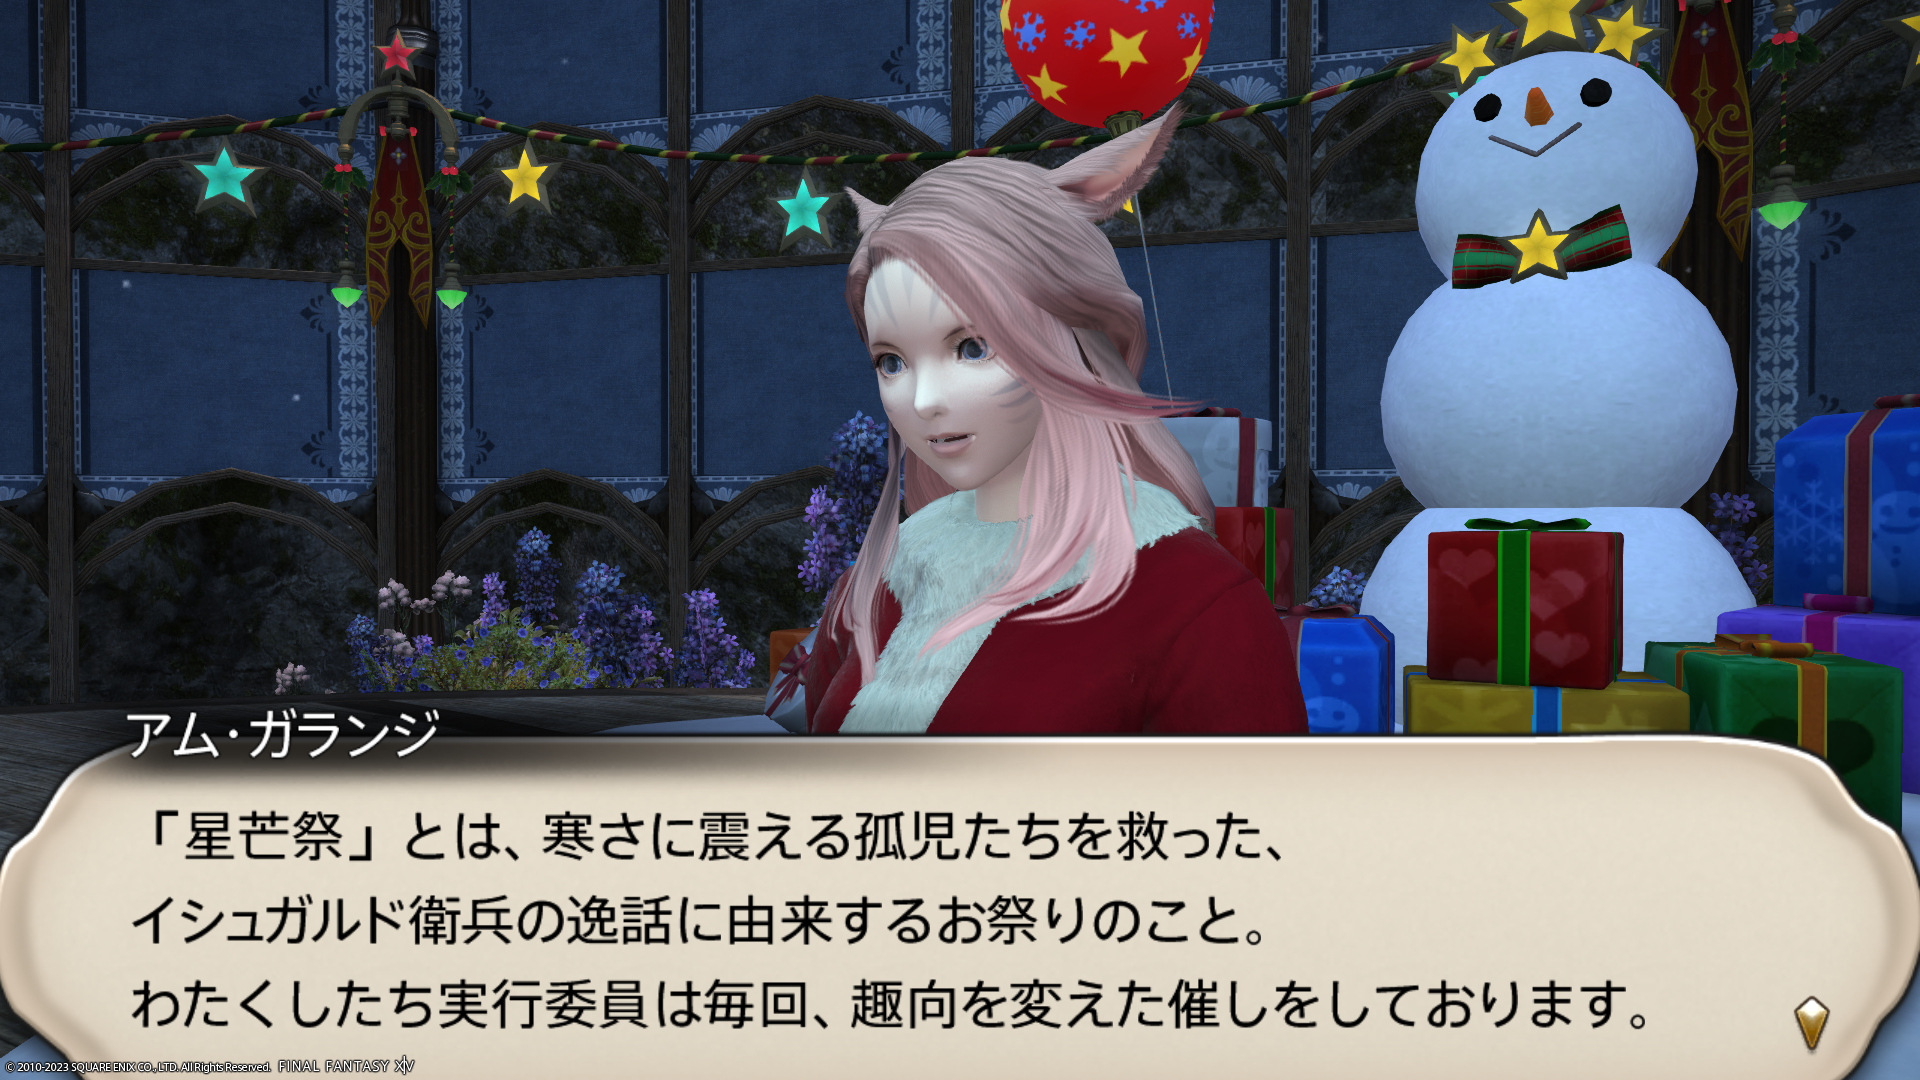 アム・ガランジ
「星芒祭」とは、寒さに震える孤児たちを救った、
イシュガルド衛兵の逸話に由来するお祭りのこと。
わたくしたち実行委員は毎回、趣向を変えた催しをしております。
© 2010-2023 SQUARE ENIX CO., LTD. All Rights Reserved. FINAL FANTASY XIV